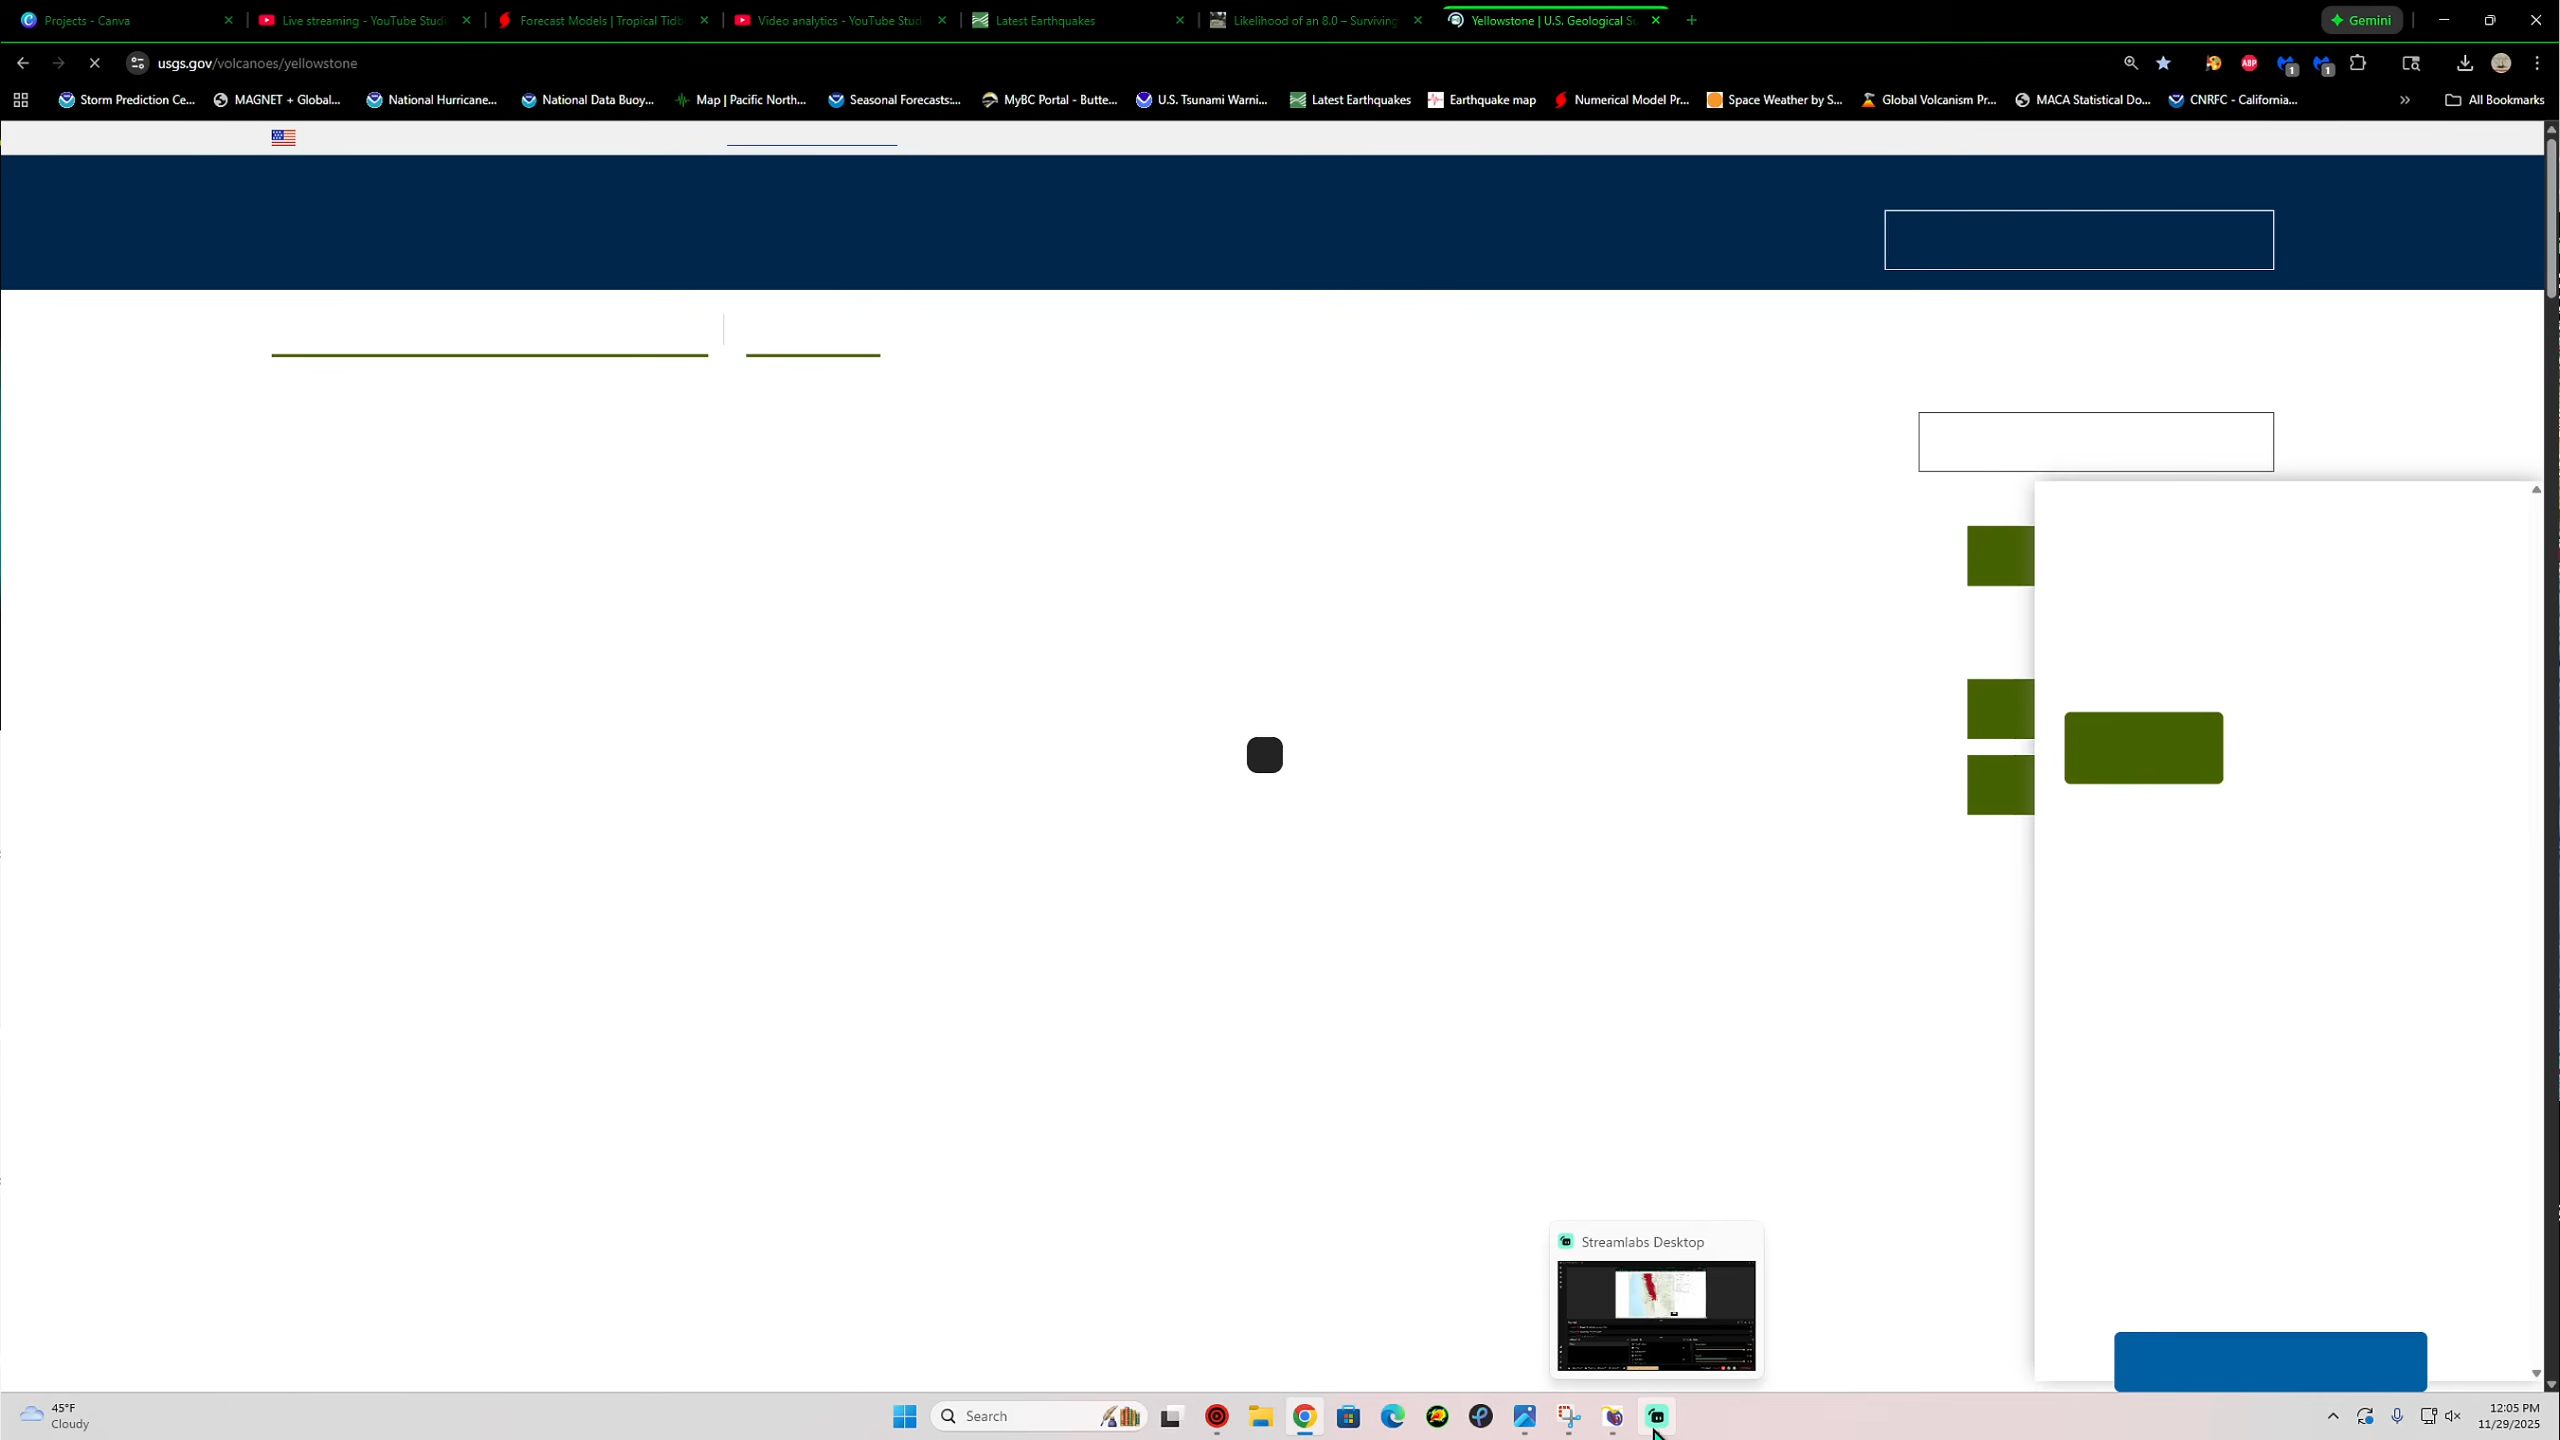 Projects - Canva
Live streaming - YouTube Studi
Forecast Models | Tropical Tidb
Video analytics - YouTube Stud
Latest Earthquakes
Likelihood of an 8.0 – Surviving
Yellowstone | U.S. Geological Su
Gemini
usgs.gov/volcanoes/yellowstone
ABP
1
1
Storm Prediction Ce...
MAGNET + Global...
National Hurricane...
National Data Buoy...
Map | Pacific North...
Seasonal Forecasts:...
MyBC Portal - Butte...
U.S. Tsunami Warni...
Latest Earthquakes
Earthquake map
Numerical Model Pr...
Space Weather by S...
Global Volcanism Pr...
MACA Statistical Do...
CNRFC - California...
All Bookmarks
Streamlabs Desktop
45°F
Cloudy
Search
12:05 PM
11/29/2025